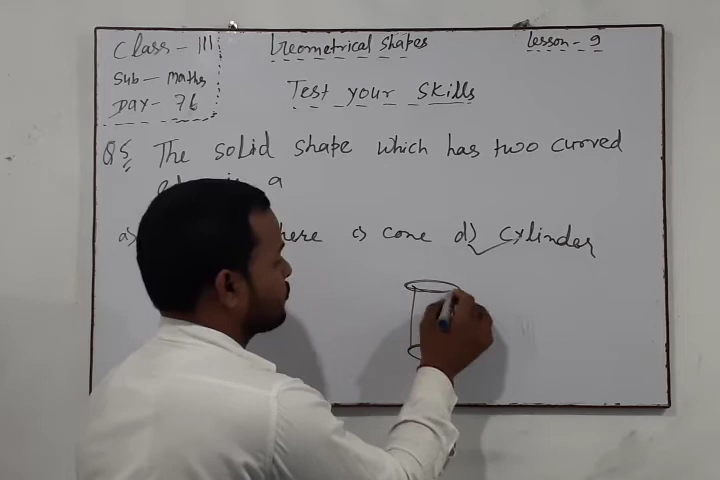 Class - III
Geometrical Shapes
Lesson - 9
Sub - Maths
Test your Skills
Day - 76
Q5 The solid shape which has two curved
a
a) here c) cone d) Cylinder